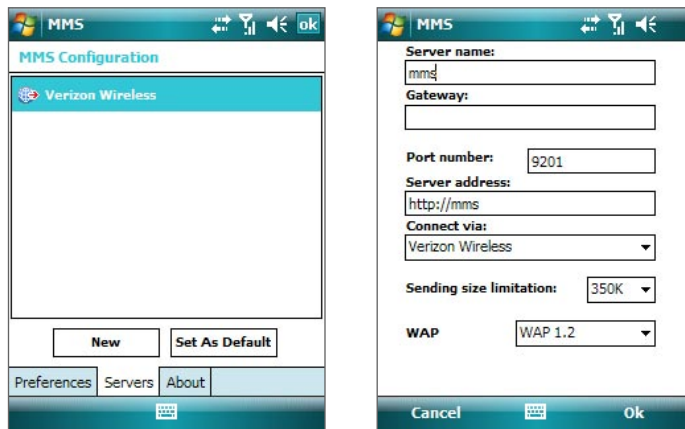 MMS
ok
MMS Configuration
Verizon Wireless
New
Set As Default
Preferences
Servers
About
MMS
Server name:
mms
Gateway:
Port number:
9201
Server address:
http://mms
Connect via:
Verizon Wireless
Sending size limitation:
350K
WAP
WAP 1.2
Cancel
Ok